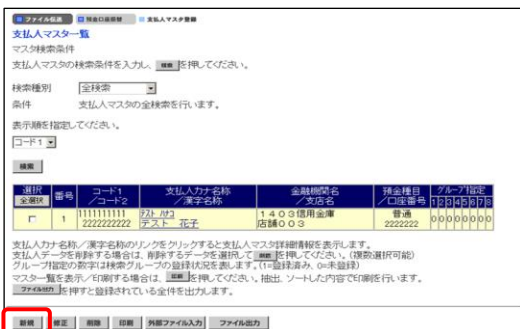 ファイル伝送 預金口座振替 支払人マスタ登録
支払人マスター覧
マスタ検索条件
支払人マスタの検索条件を入力し、 検索 を押してください。
検索種別 全検索
条件 支払人マスタの全検索を行います。
表示順を指定してください。
コード1
検索
選択 番号 コード1 支払人カナ名称 金融機関名 預金種目 グループ指定
全選択 /コード2 /漢字名称 /支店名 /口座番号 1 2 3 4 5 6 7 8
1 1111111111 テスト ハナコ 1403信用金庫 普通 0 0 0 0 0 0 0 0
2222222222 テスト 花子 店舗003 2222222
支払人カナ名称/漢字名称のリンクをクリックすると支払人マスタ詳細情報を表示します。
支払人データを削除する場合は、削除するデータを選択して 削除 を押してください。(複数選択可能)
グループ指定の数字は検索グループの登録状況を表します。(1=登録済み、0=未登録)
マスタ一覧を表示/印刷する場合は、 印刷 を押してください。抽出、ソートした内容で印刷を行います。
ファイル出力 を押すと登録されている全件を出力します。
新規 修正 削除 印刷 外部ファイル入力 ファイル出力